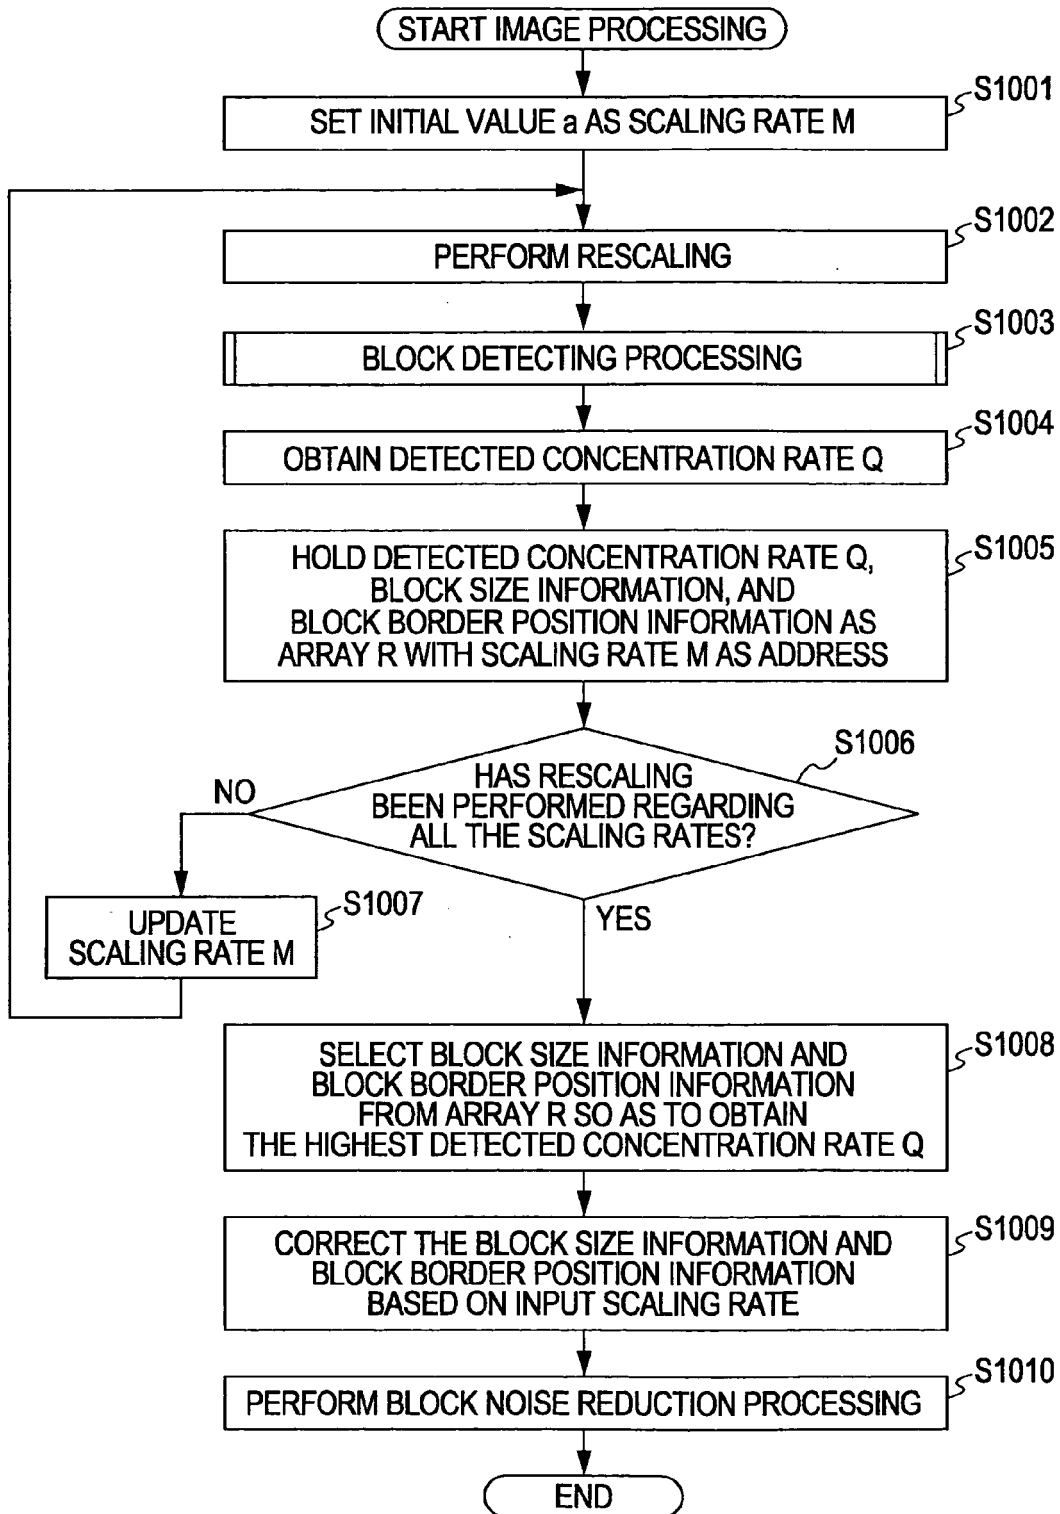 START IMAGE PROCESSING
S1001
SET INITIAL VALUE a AS SCALING RATE M
S1002
PERFORM RESCALING
S1003
BLOCK DETECTING PROCESSING
S1004
OBTAIN DETECTED CONCENTRATION RATE Q
S1005
HOLD DETECTED CONCENTRATION RATE Q,
BLOCK SIZE INFORMATION, AND
BLOCK BORDER POSITION INFORMATION AS
ARRAY R WITH SCALING RATE M AS ADDRESS
S1006
HAS RESCALING
BEEN PERFORMED REGARDING
ALL THE SCALING RATES?
NO
S1007
UPDATE
SCALING RATE M
YES
S1008
SELECT BLOCK SIZE INFORMATION AND
BLOCK BORDER POSITION INFORMATION
FROM ARRAY R SO AS TO OBTAIN
THE HIGHEST DETECTED CONCENTRATION RATE Q
S1009
CORRECT THE BLOCK SIZE INFORMATION AND
BLOCK BORDER POSITION INFORMATION
BASED ON INPUT SCALING RATE
S1010
PERFORM BLOCK NOISE REDUCTION PROCESSING
END